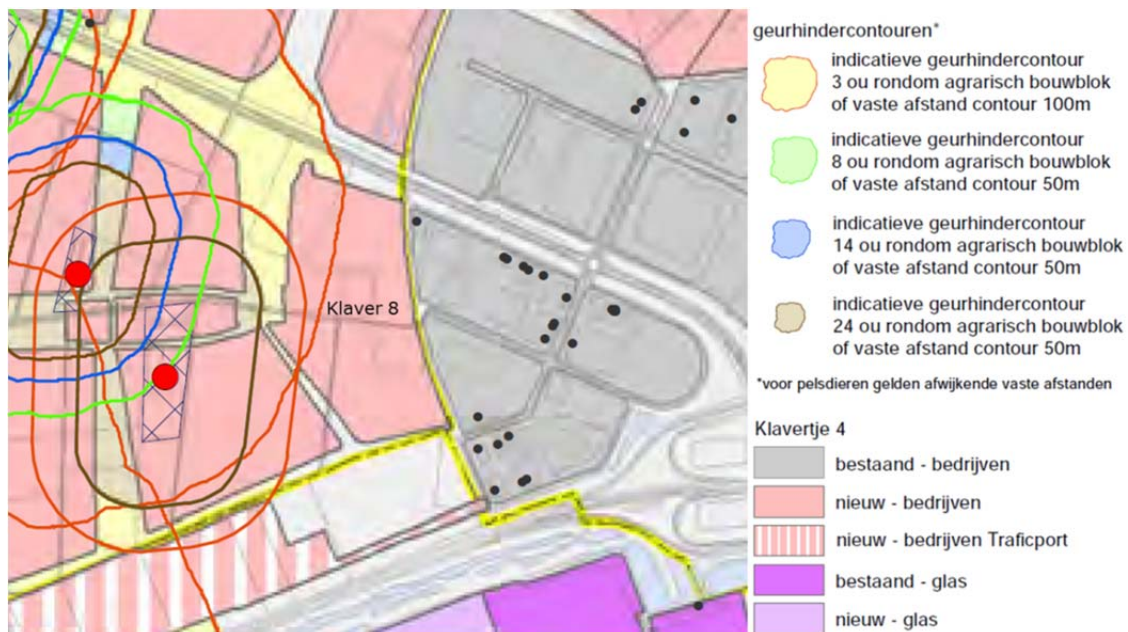 Klaver 8
geurhindercontouren*
indicatieve geurhindercontour
3 ou rondom agrarisch bouwblok
of vaste afstand contour 100m
indicatieve geurhindercontour
8 ou rondom agrarisch bouwblok
of vaste afstand contour 50m
indicatieve geurhindercontour
14 ou rondom agrarisch bouwblok
of vaste afstand contour 50m
indicatieve geurhindercontour
24 ou rondom agrarisch bouwblok
of vaste afstand contour 50m
*voor pelsdieren gelden afwijkende vaste afstanden
Klavertje 4
bestaand - bedrijven
nieuw - bedrijven
nieuw - bedrijven Traficport
bestaand - glas
nieuw - glas